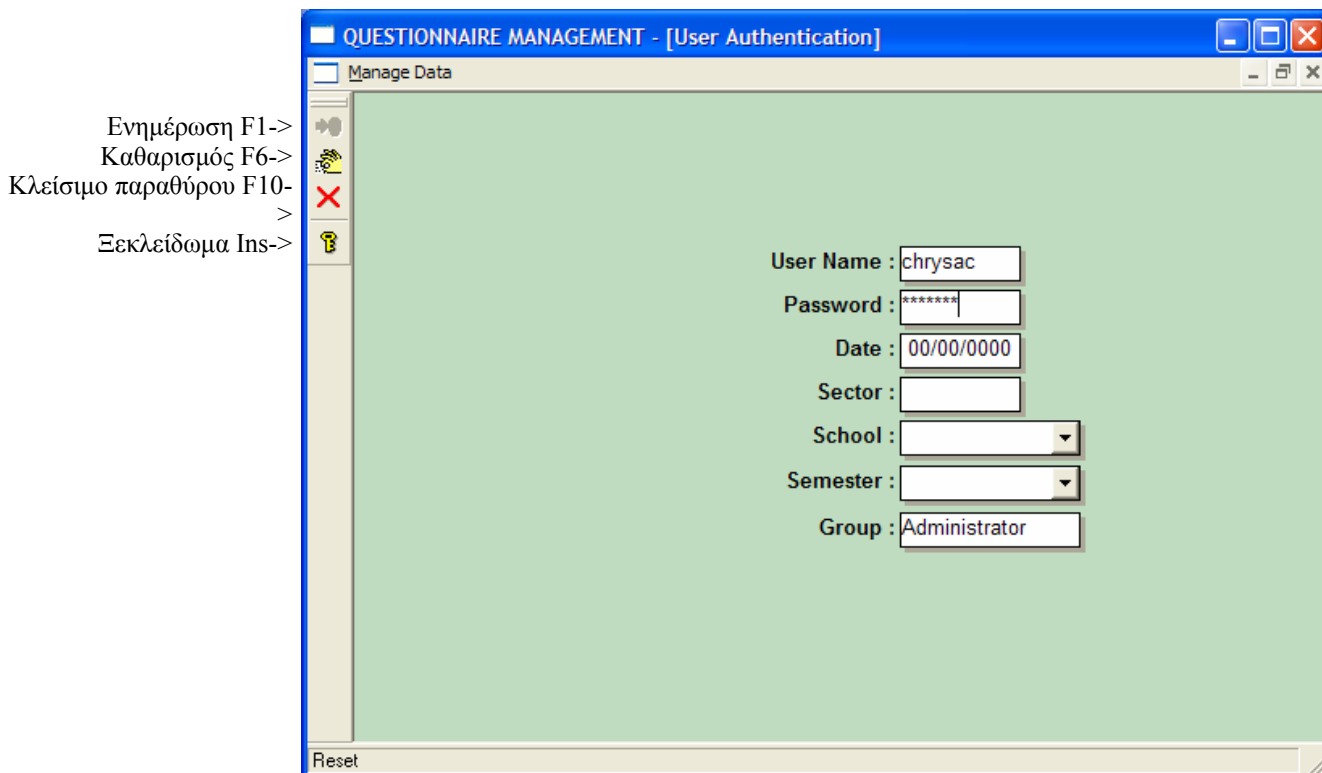 QUESTIONNAIRE MANAGEMENT - [User Authentication]
Manage Data
Ενημέρωση F1->
Καθαρισμός F6->
Κλείσιμο παραθύρου F10-
>
Ξεκλείδωμα Ins->
User Name : chrysac
Password : *******
Date : 00/00/0000
Sector :
School :
Semester :
Group : Administrator
Reset